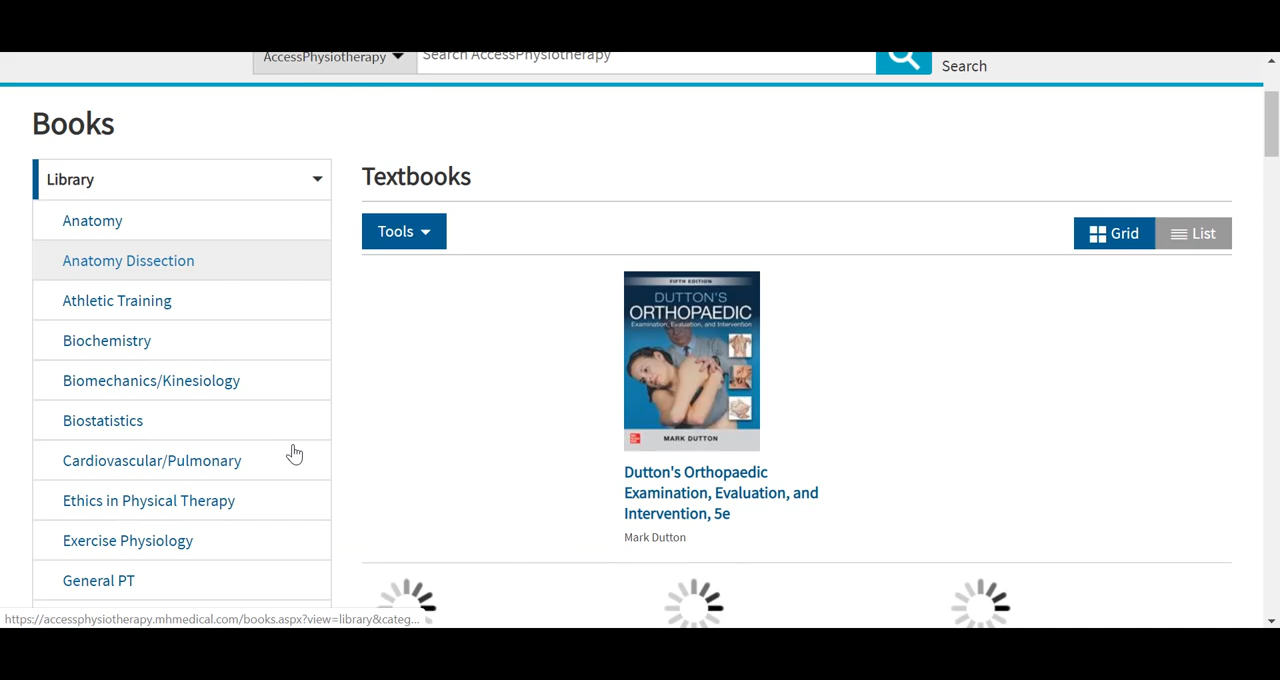 AccessPhysiotherapy
Search AccessPhysiotherapy
Search
Books
Library
Anatomy
Anatomy Dissection
Athletic Training
Biochemistry
Biomechanics/Kinesiology
Biostatistics
Cardiovascular/Pulmonary
Ethics in Physical Therapy
Exercise Physiology
General PT
Textbooks
Tools
Grid
List
FIFTH EDITION
DUTTON'S
ORTHOPAEDIC
Examination, Evaluation, and Intervention
MARK DUTTON
Dutton's Orthopaedic
Examination, Evaluation, and
Intervention, 5e
Mark Dutton
https://accessphysiotherapy.mhmedical.com/books.aspx?view=library&categ...